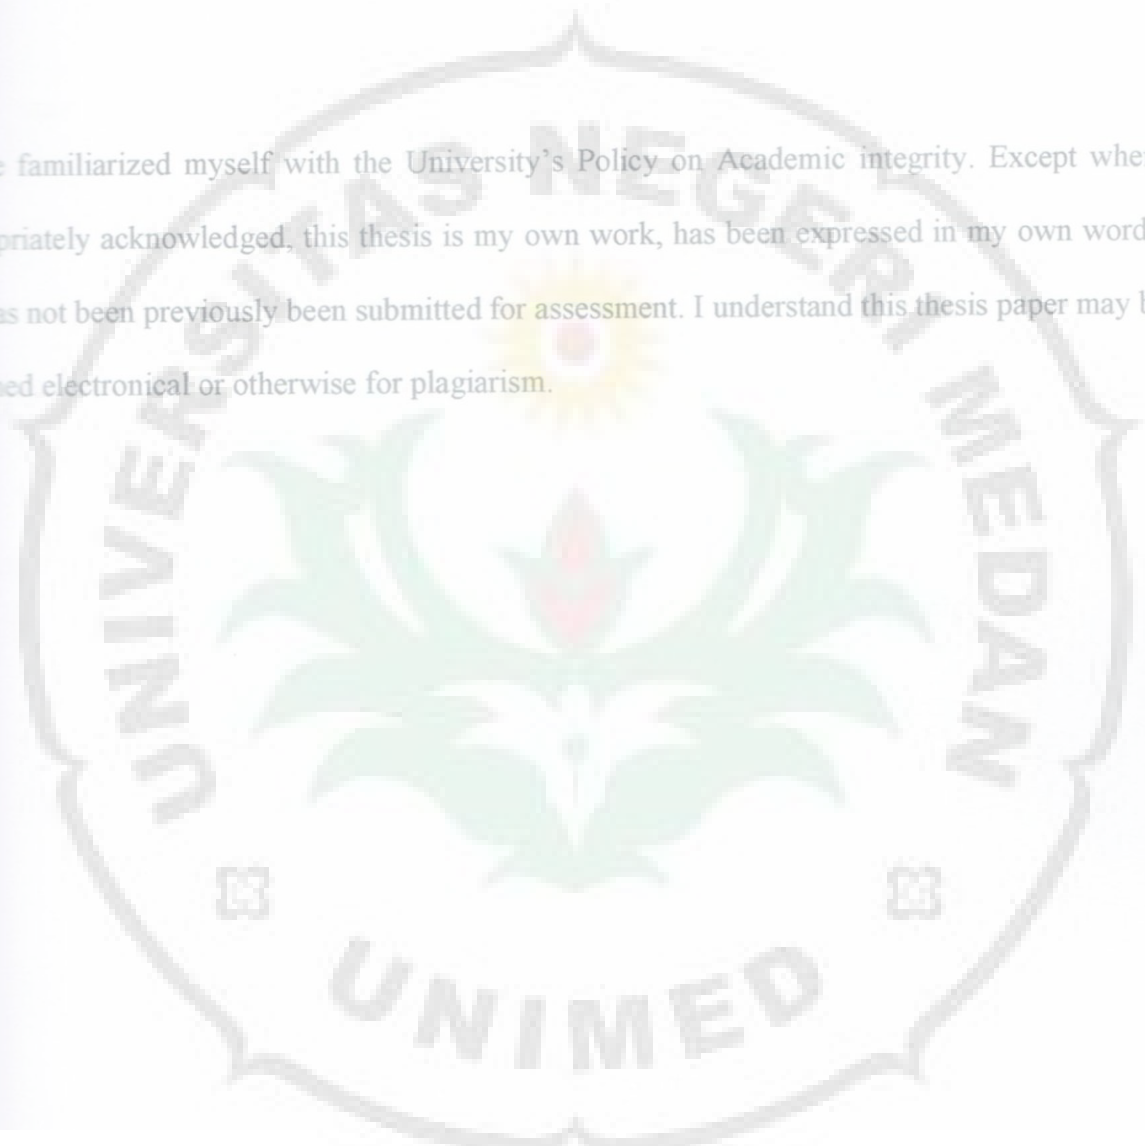 e familiarized myself with the University's Policy on Academic integrity. Except whe
priately acknowledged, this thesis is my own work, has been expressed in my own word
as not been previously been submitted for assessment. I understand this thesis paper may b
ned electronical or otherwise for plagiarism.
UNIVERSITAS NEGERI MEDAN
UNIMED